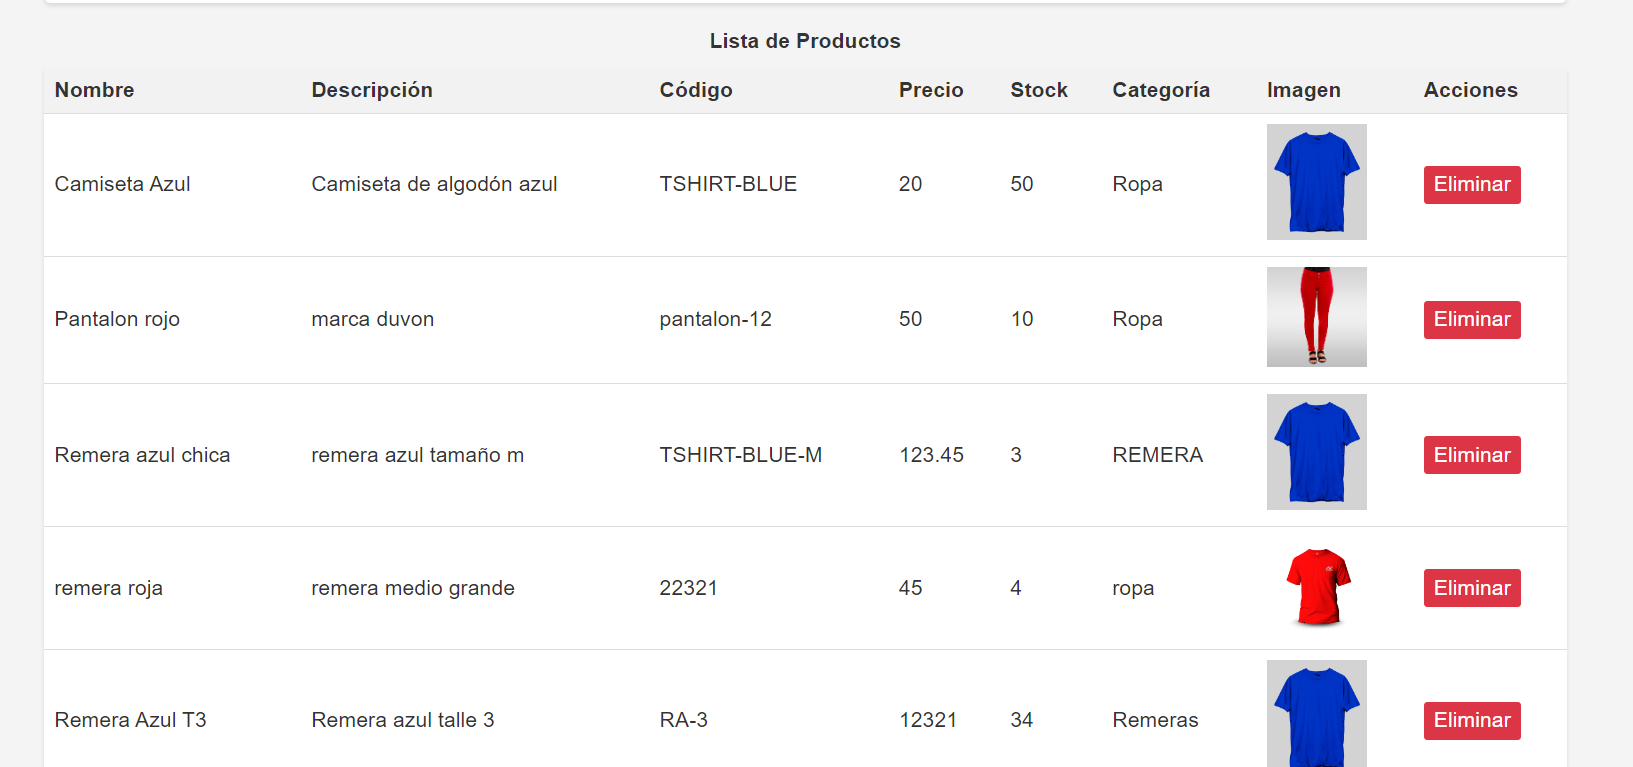 Lista de Productos
Nombre Descripción Código Precio Stock Categoría Imagen Acciones
Camiseta Azul Camiseta de algodón azul TSHIRT-BLUE 20 50 Ropa Eliminar
Pantalon rojo marca duvon pantalon-12 50 10 Ropa Eliminar
Remera azul chica remera azul tamaño m TSHIRT-BLUE-M 123.45 3 REMERA Eliminar
remera roja remera medio grande 22321 45 4 ropa Eliminar
Remera Azul T3 Remera azul talle 3 RA-3 12321 34 Remeras Eliminar